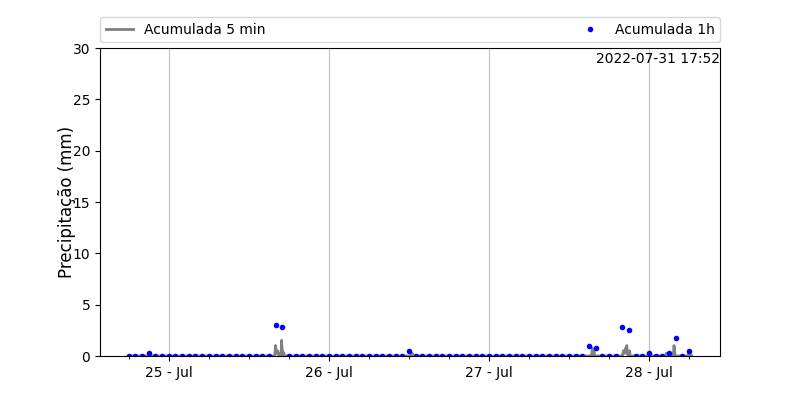 Acumulada 5 min
Acumulada 1h
2022-07-31 17:52
Precipitação (mm)
30
25
20
15
10
5
0
25 - Jul
26 - Jul
27 - Jul
28 - Jul